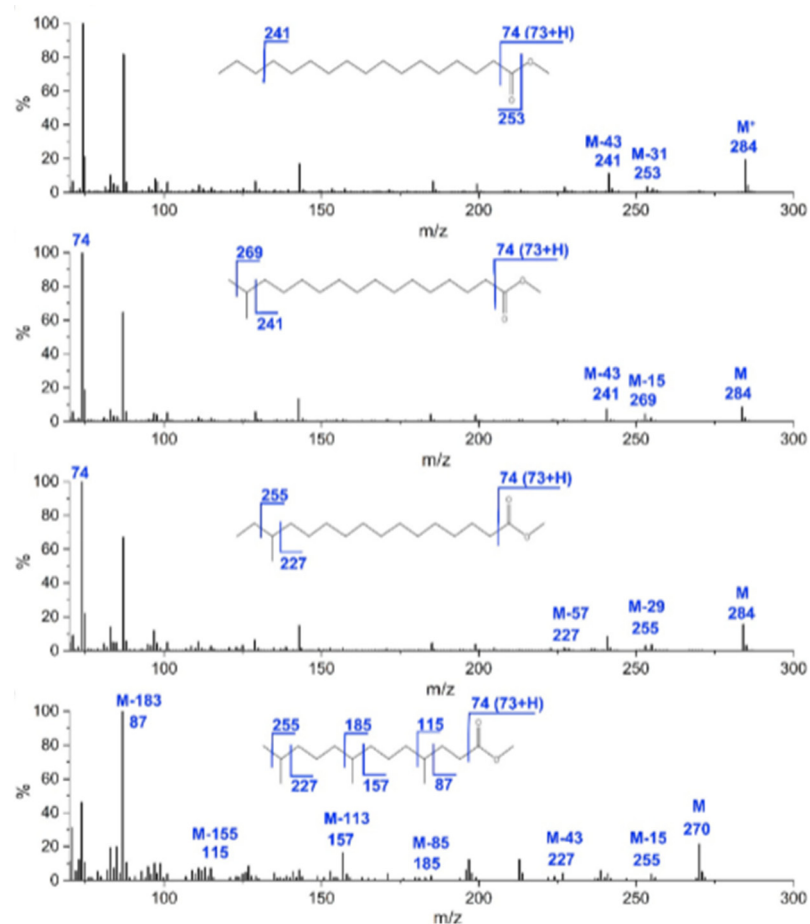 100
80
60
40
20
0
%
241
74 (73+H)
O
O
253
M-43
241
M-31
253
M+
284
100
150
200
250
300
m/z
74
100
80
60
40
20
0
%
269
74 (73+H)
O
O
241
M-43
241
M-15
269
M
284
100
150
200
250
300
m/z
74
100
80
60
40
20
0
%
255
74 (73+H)
O
O
227
M-57
227
M-29
255
M
284
100
150
200
250
300
m/z
M-183
87
100
80
60
40
20
0
%
255
185
115
74 (73+H)
O
O
227
157
87
M-155
115
M-113
157
M-85
185
M-43
227
M-15
255
M
270
100
150
200
250
300
m/z